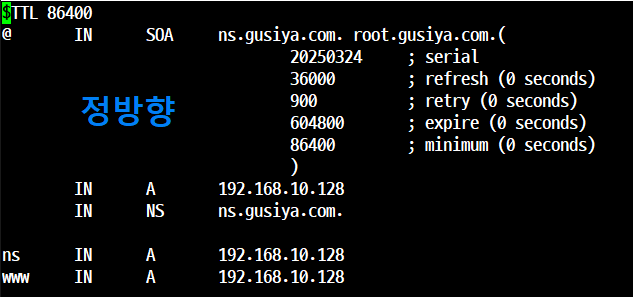 $TTL 86400
@ IN SOA ns.gusiya.com. root.gusiya.com.(
20250324 ; serial
36000 ; refresh (0 seconds)
900 ; retry (0 seconds)
604800 ; expire (0 seconds)
86400 ; minimum (0 seconds)
)
정방향
IN A 192.168.10.128
IN NS ns.gusiya.com.
ns IN A 192.168.10.128
www IN A 192.168.10.128